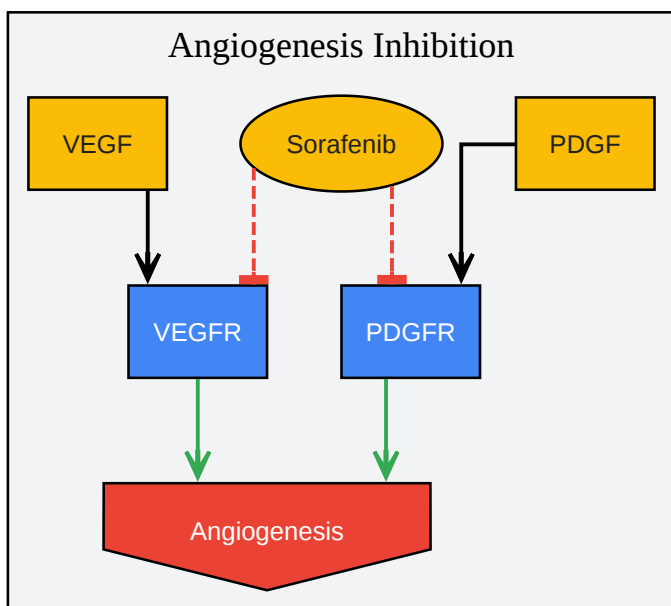 Angiogenesis Inhibition
VEGF
Sorafenib
PDGF
VEGFR
PDGFR
Angiogenesis